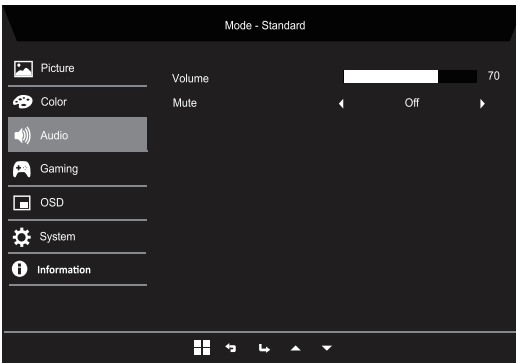 Mode - Standard
Picture
Color
Audio
Gaming
OSD
System
Information
Volume 70
Mute Off